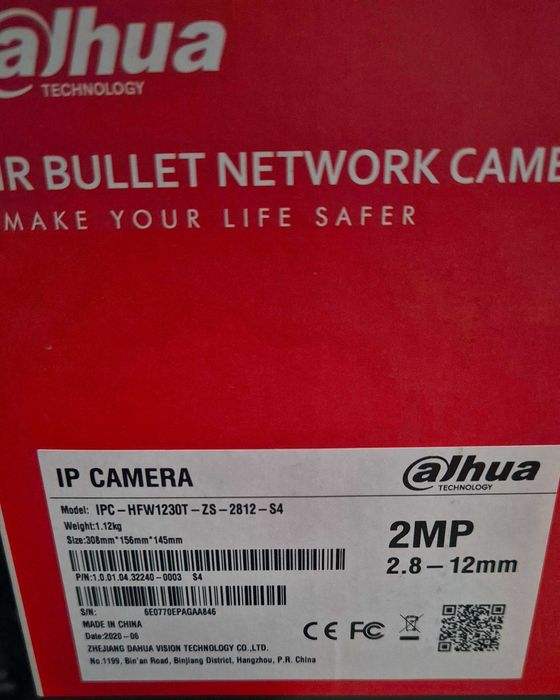 alhua
TECHNOLOGY
IR BULLET NETWORK CAME
MAKE YOUR LIFE SAFER
IP CAMERA
alhua
TECHNOLOGY
Model: IPC-HFW1230T-ZS-2812-S4
Weight:1.12kg
Size:308mm*156mm*145mm
2MP
2.8-12mm
P/N:1.0.01.04.32240-0003 S4
S/N: 6E0770EPAGAA846
MADE IN CHINA
Date:2020-06
CE FC
ZHEJIANG DAHUA VISION TECHNOLOGY CO.,LTD.
No.1199, Bin'an Road, Binjiang District, Hangzhou, P.R. China